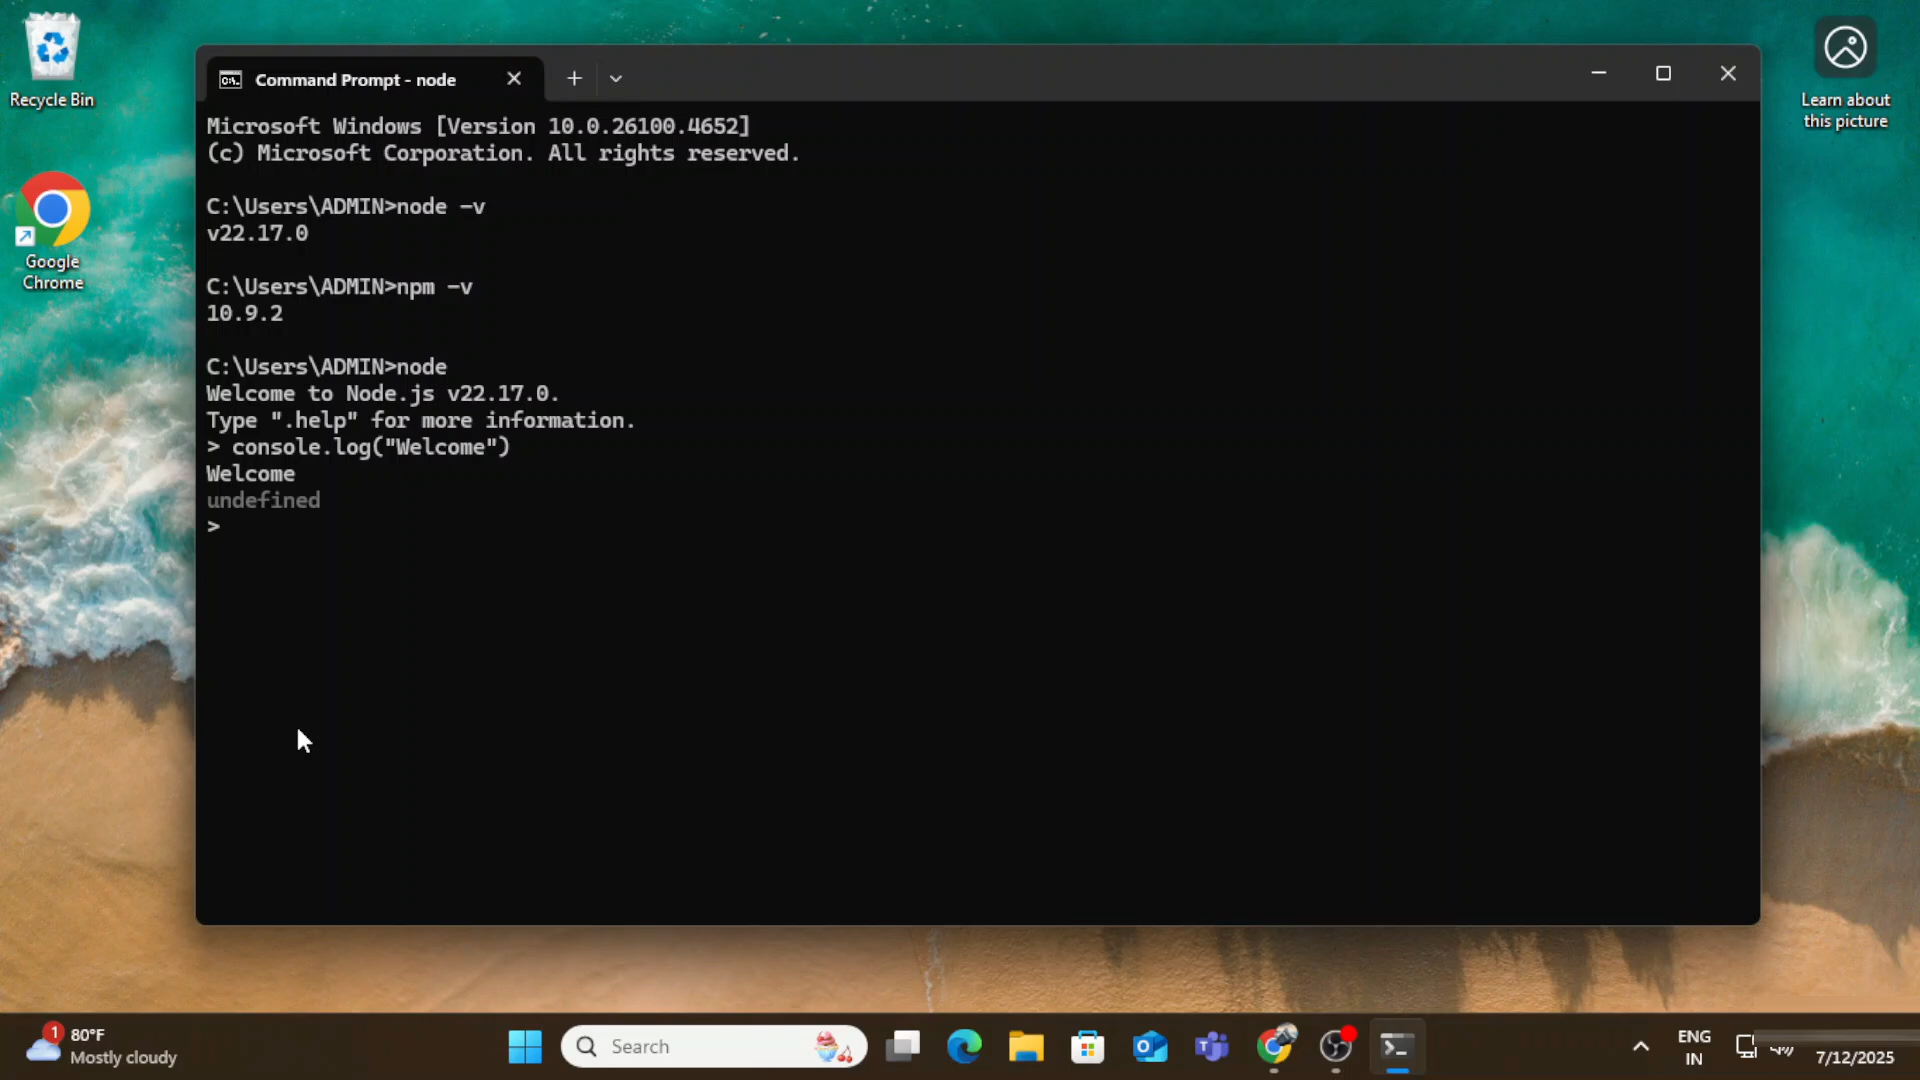 Recycle Bin
Google
Chrome
Learn about
this picture
Command Prompt - node
Microsoft Windows [Version 10.0.26100.4652]
(c) Microsoft Corporation. All rights reserved.
C:\Users\ADMIN>node -v
v22.17.0
C:\Users\ADMIN>npm -v
10.9.2
C:\Users\ADMIN>node
Welcome to Node.js v22.17.0.
Type ".help" for more information.
> console.log("Welcome")
Welcome
undefined
>
1
80°F
Mostly cloudy
Search
ENG
IN
7/12/2025